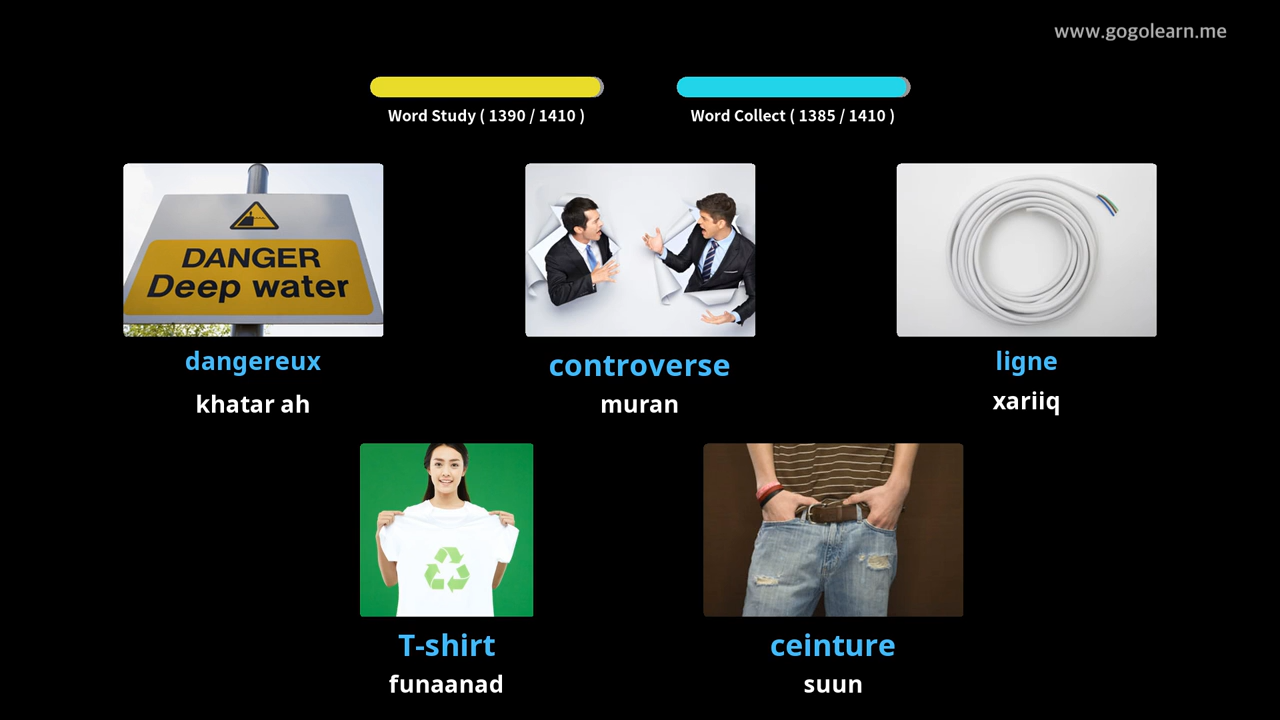 www.gogolearn.me
Word Study ( 1390 / 1410 )
Word Collect ( 1385 / 1410 )
DANGER
Deep water
dangereux
khatar ah
controverse
muran
ligne
xariiq
T-shirt
funaanad
ceinture
suun